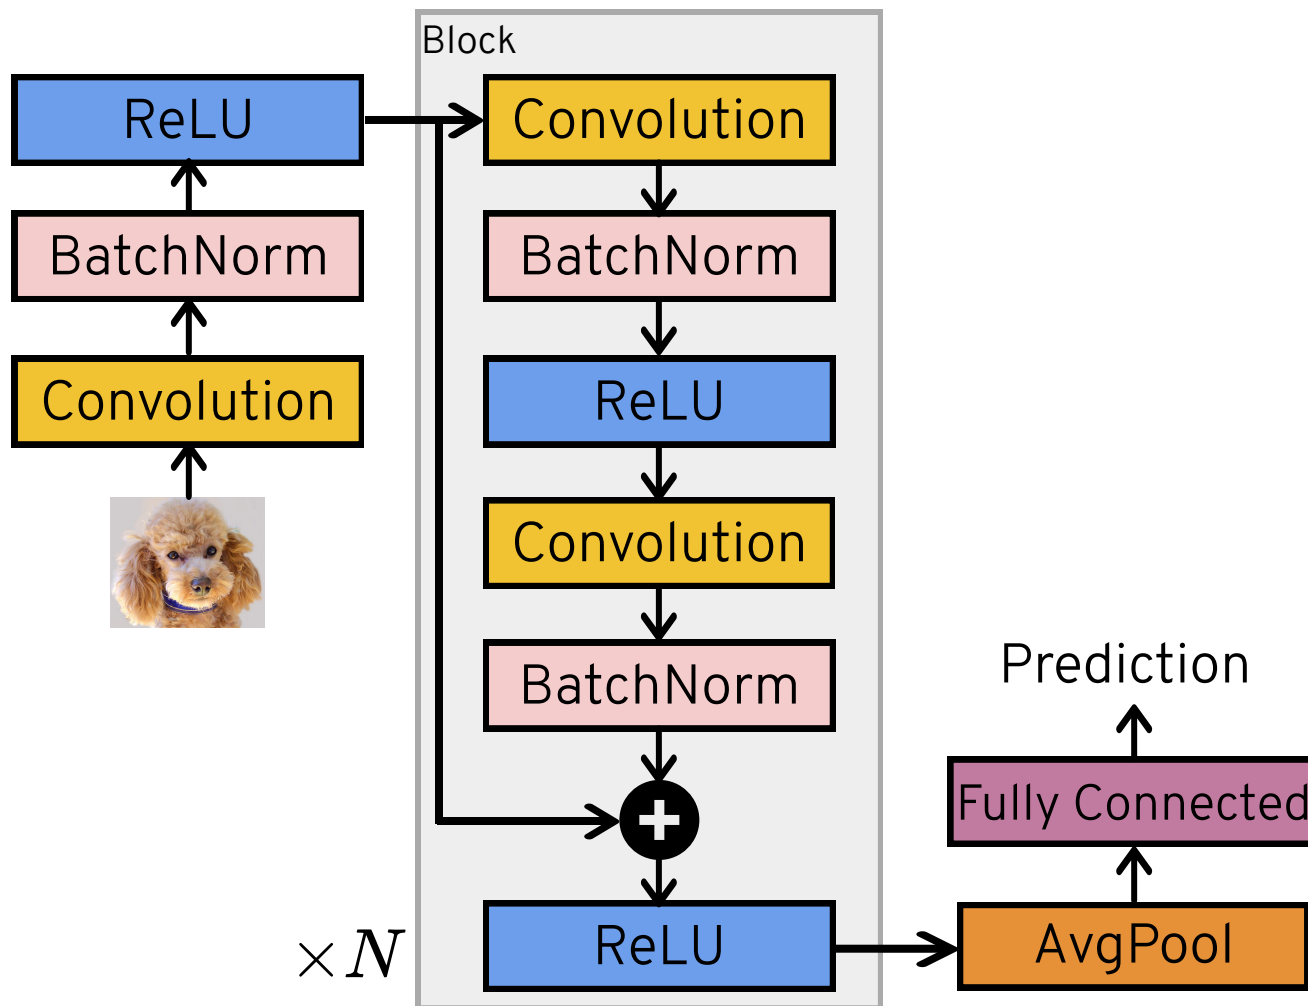 Block
ReLU
BatchNorm
Convolution
Convolution
BatchNorm
ReLU
Convolution
BatchNorm
+
ReLU
×N
Prediction
Fully Connected
AvgPool